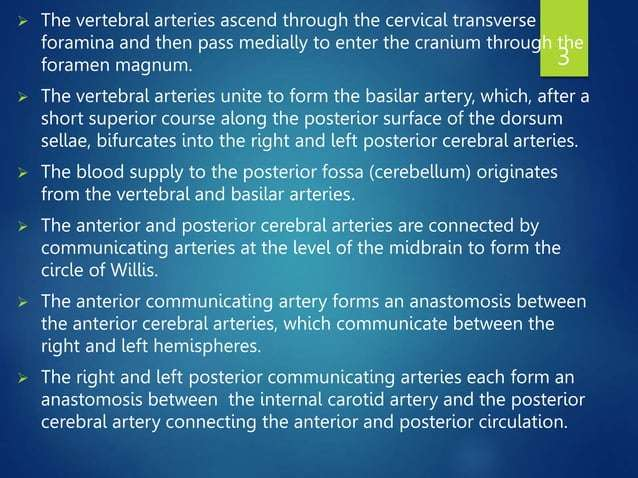 3
The vertebral arteries ascend through the cervical transverse
foramina and then pass medially to enter the cranium through the
foramen magnum.
The vertebral arteries unite to form the basilar artery, which, after a
short superior course along the posterior surface of the dorsum
sellae, bifurcates into the right and left posterior cerebral arteries.
The blood supply to the posterior fossa (cerebellum) originates
from the vertebral and basilar arteries.
The anterior and posterior cerebral arteries are connected by
communicating arteries at the level of the midbrain to form the
circle of Willis.
The anterior communicating artery forms an anastomosis between
the anterior cerebral arteries, which communicate between the
right and left hemispheres.
The right and left posterior communicating arteries each form an
anastomosis between the internal carotid artery and the posterior
cerebral artery connecting the anterior and posterior circulation.